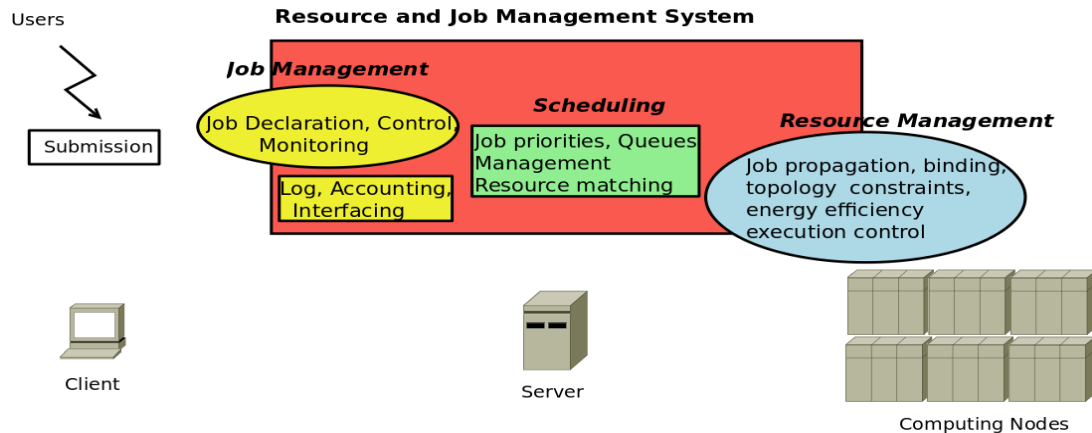 Resource and Job Management System
Users
Job Management
Job Declaration, Control,
Monitoring
Submission
Log, Accounting,
Interfacing
Scheduling
Job priorities, Queues
Management
Resource matching
Resource Management
Job propagation, binding,
topology constraints,
energy efficiency
execution control
Client
Server
Computing Nodes